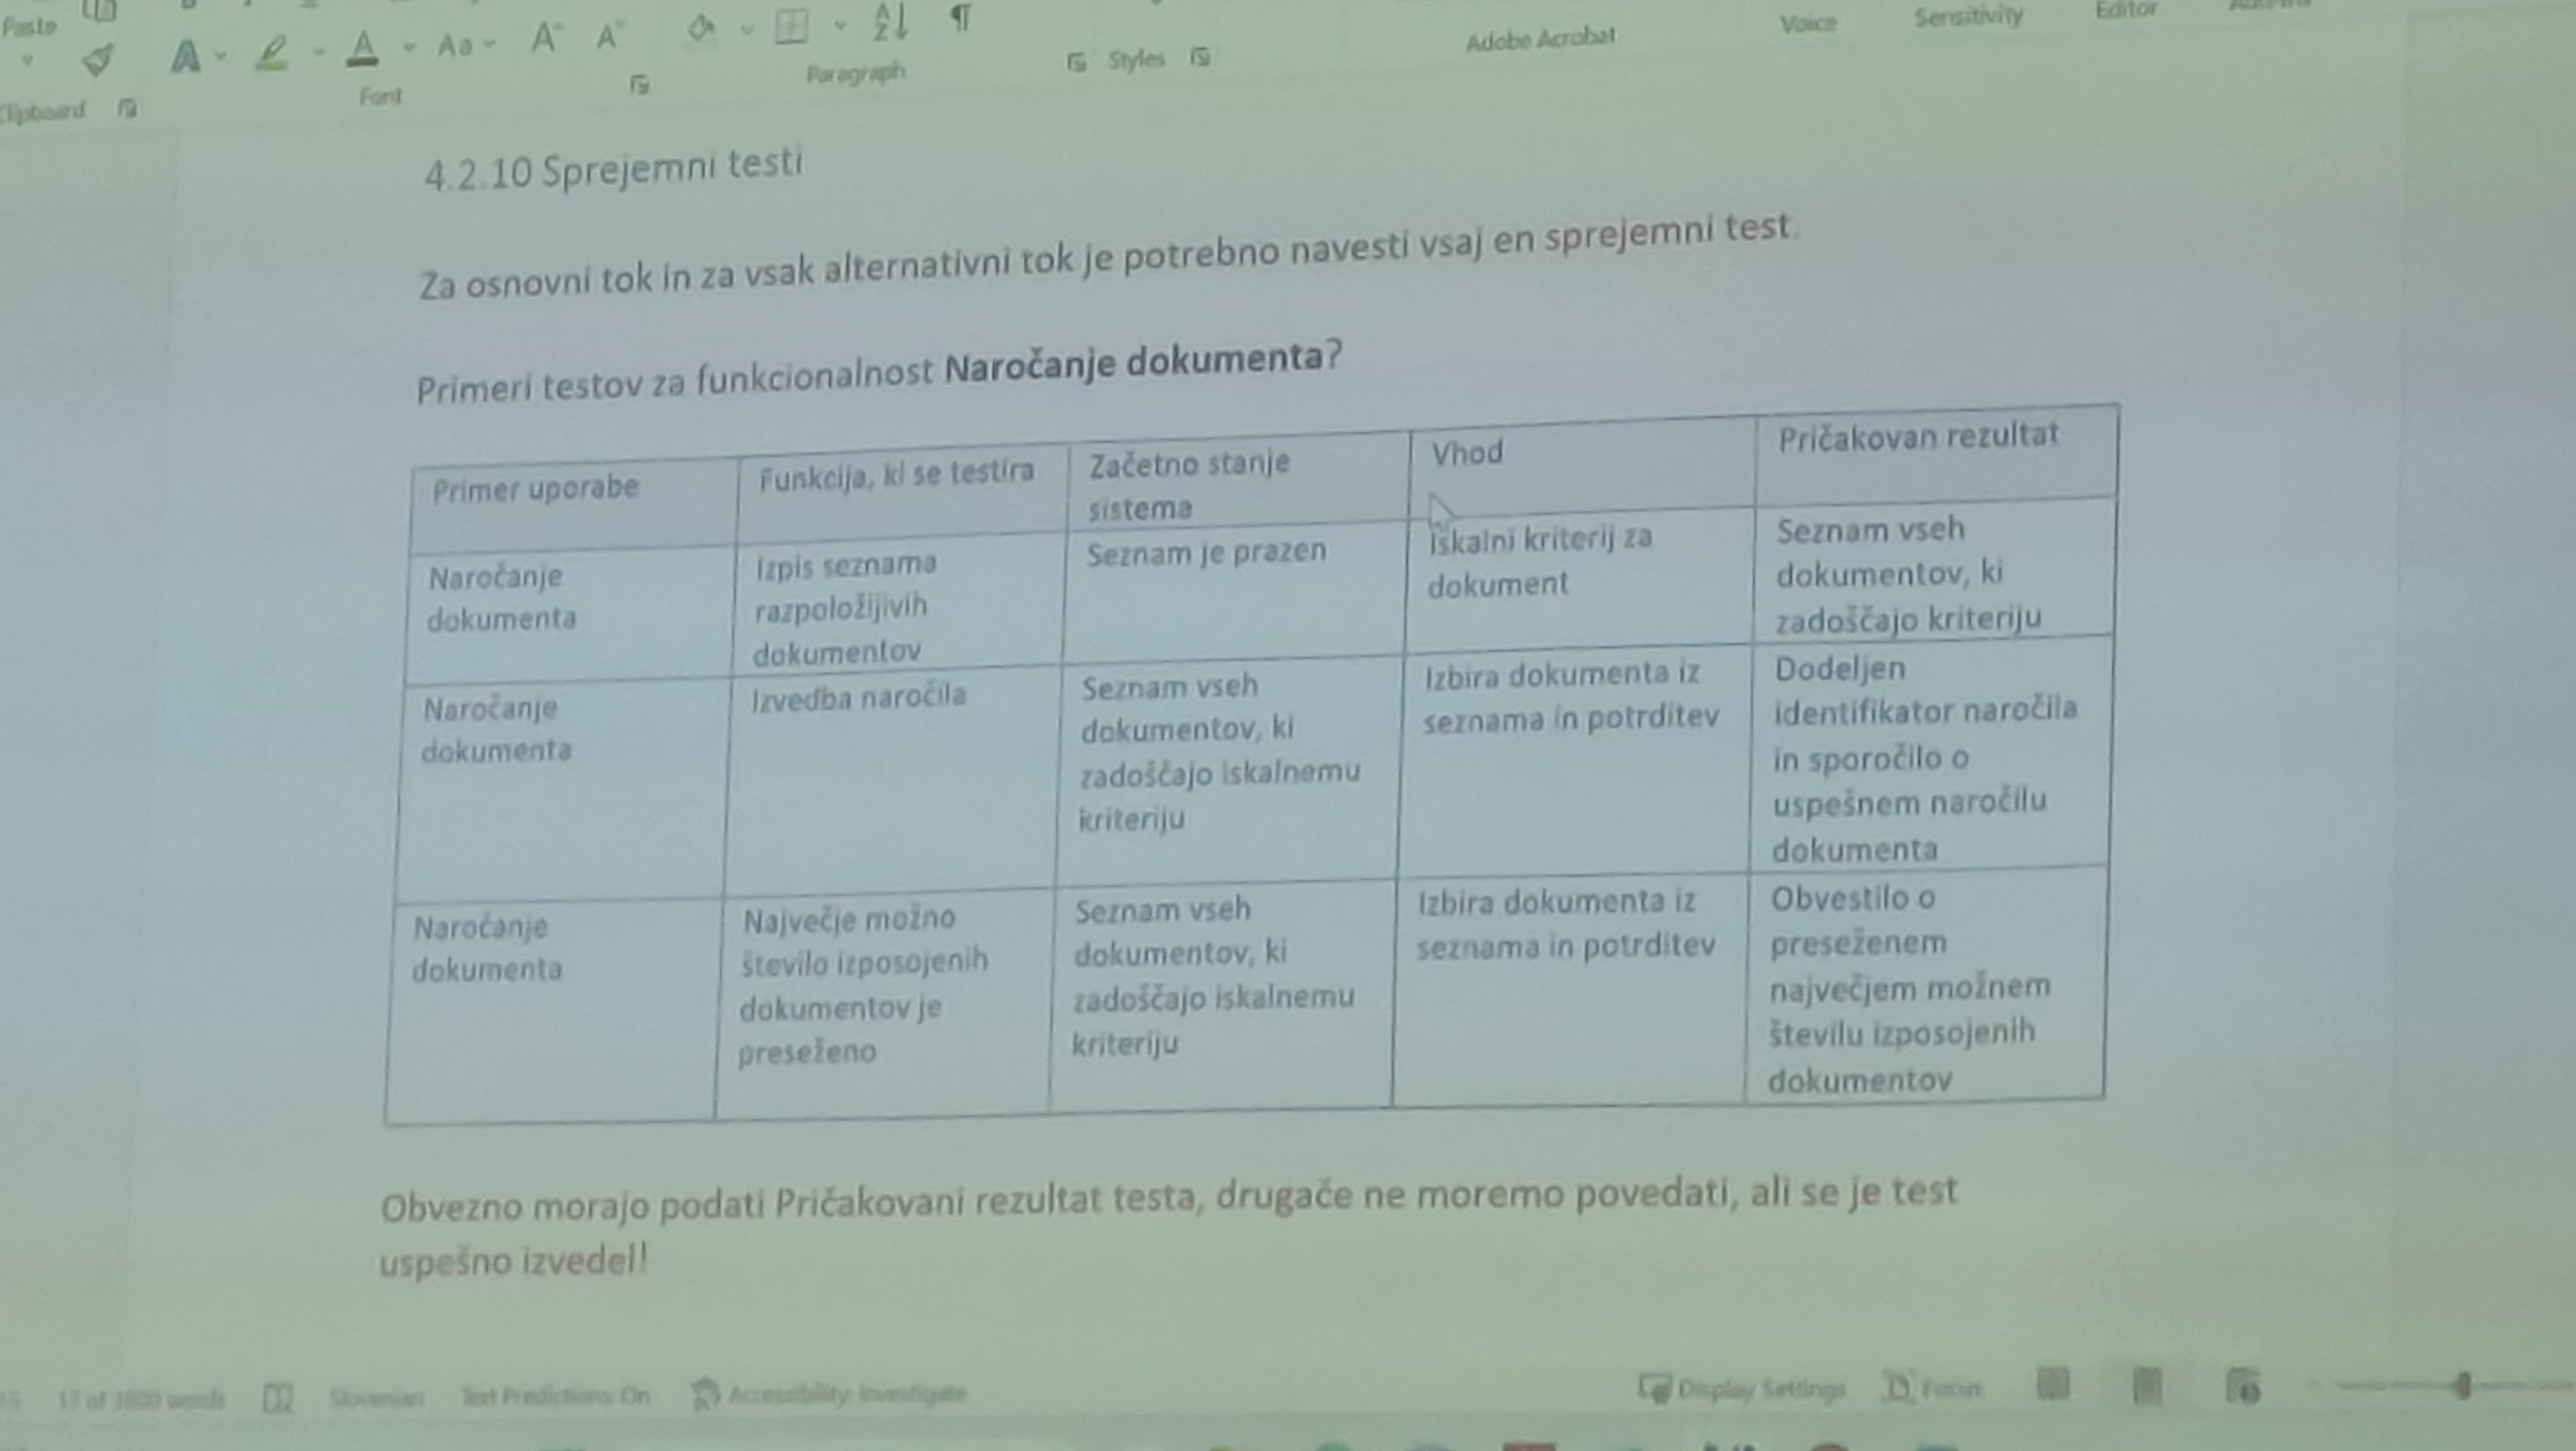 Paste
Clipboard
Font
Paragraph
Styles
Adobe Acrobat
Voice
Sensitivity
Editor
4.2.10 Sprejemni testi
Za osnovni tok in za vsak alternativni tok je potrebno navesti vsaj en sprejemni test.
Primeri testov za funkcionalnost Naročanje dokumenta?
Primer uporabe
Funkcija, ki se testira
Začetno stanje
sistema
Vhod
Pričakovan rezultat
Naročanje
dokumenta
Izpis seznama
razpoložijivih
dokumentov
Seznam je prazen
Iskalni kriterij za
dokument
Seznam vseh
dokumentov, ki
zadoščajo kriteriju
Naročanje
dokumenta
Izvedba naročila
Seznam vseh
dokumentov, ki
zadoščajo iskalnemu
kriteriju
Izbira dokumenta iz
seznama in potrditev
Dodeljen
identifikator naročila
in sporočilo o
uspešnem naročilu
dokumenta
Naročanje
dokumenta
Največje možno
število izposojenih
dokumentov je
preseženo
Seznam vseh
dokumentov, ki
zadoščajo iskalnemu
kriteriju
Izbira dokumenta iz
seznama in potrditev
Obvestilo o
preseženem
največjem možnem
številu izposojenih
dokumentov
Obvezno morajo podati Pričakovani rezultat testa, drugače ne moremo povedati, ali se je test
uspešno izvedel!
17 of 3800 words
Slovenian
Text Predictions: On
Accessibility: Investigate
Display Settings
Focus